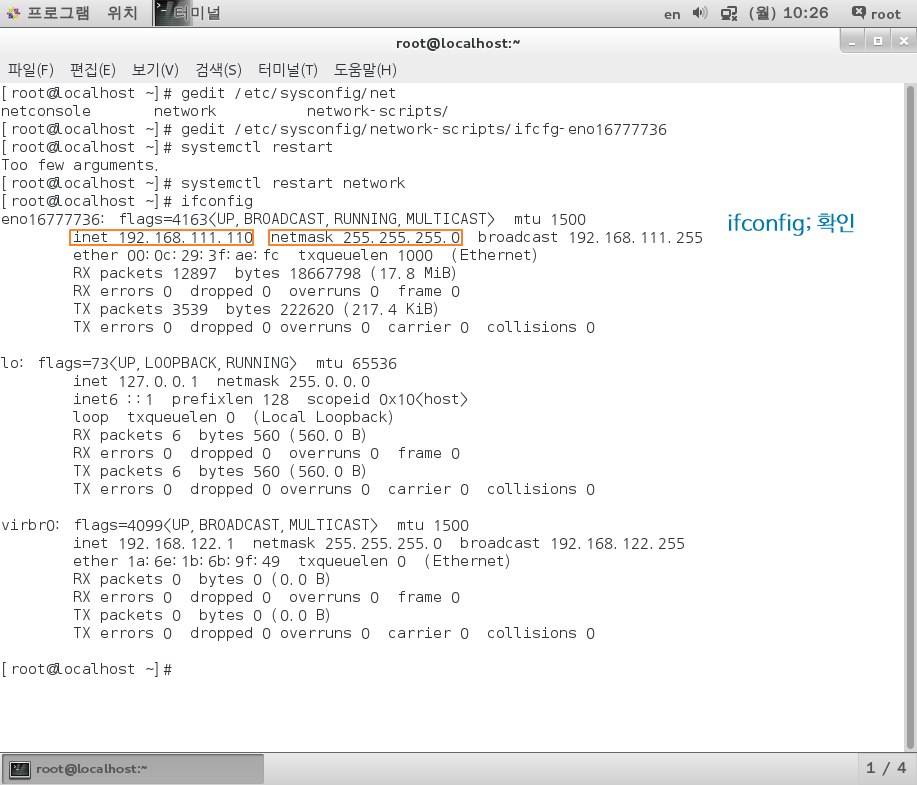 프로그램 위치 터미널 en (월) 10:26 root
root@localhost:~
파일(F) 편집(E) 보기(V) 검색(S) 터미널(T) 도움말(H)
[root@localhost ~]# gedit /etc/sysconfig/net
netconsole network network-scripts/
[root@localhost ~]# gedit /etc/sysconfig/network-scripts/ifcfg-eno16777736
[root@localhost ~]# systemctl restart
Too few arguments.
[root@localhost ~]# systemctl restart network
[root@localhost ~]# ifconfig
eno16777736: flags=4163<UP,BROADCAST,RUNNING,MULTICAST> mtu 1500
ifconfig; 확인
inet 192.168.111.110 netmask 255.255.255.0 broadcast 192.168.111.255
ether 00:0c:29:3f:ae:fc txqueuelen 1000 (Ethernet)
RX packets 12897 bytes 18667798 (17.8 MiB)
RX errors 0 dropped 0 overruns 0 frame 0
TX packets 3539 bytes 222620 (217.4 KiB)
TX errors 0 dropped 0 overruns 0 carrier 0 collisions 0
lo: flags=73<UP,LOOPBACK,RUNNING> mtu 65536
inet 127.0.0.1 netmask 255.0.0.0
inet6 ::1 prefixlen 128 scopeid 0x10<host>
loop txqueuelen 0 (Local Loopback)
RX packets 6 bytes 560 (560.0 B)
RX errors 0 dropped 0 overruns 0 frame 0
TX packets 6 bytes 560 (560.0 B)
TX errors 0 dropped 0 overruns 0 carrier 0 collisions 0
virbr0: flags=4099<UP,BROADCAST,MULTICAST> mtu 1500
inet 192.168.122.1 netmask 255.255.255.0 broadcast 192.168.122.255
ether 1a:6e:1b:6b:9f:49 txqueuelen 0 (Ethernet)
RX packets 0 bytes 0 (0.0 B)
RX errors 0 dropped 0 overruns 0 frame 0
TX packets 0 bytes 0 (0.0 B)
TX errors 0 dropped 0 overruns 0 carrier 0 collisions 0
[root@localhost ~]#
root@localhost:~ 1 / 4